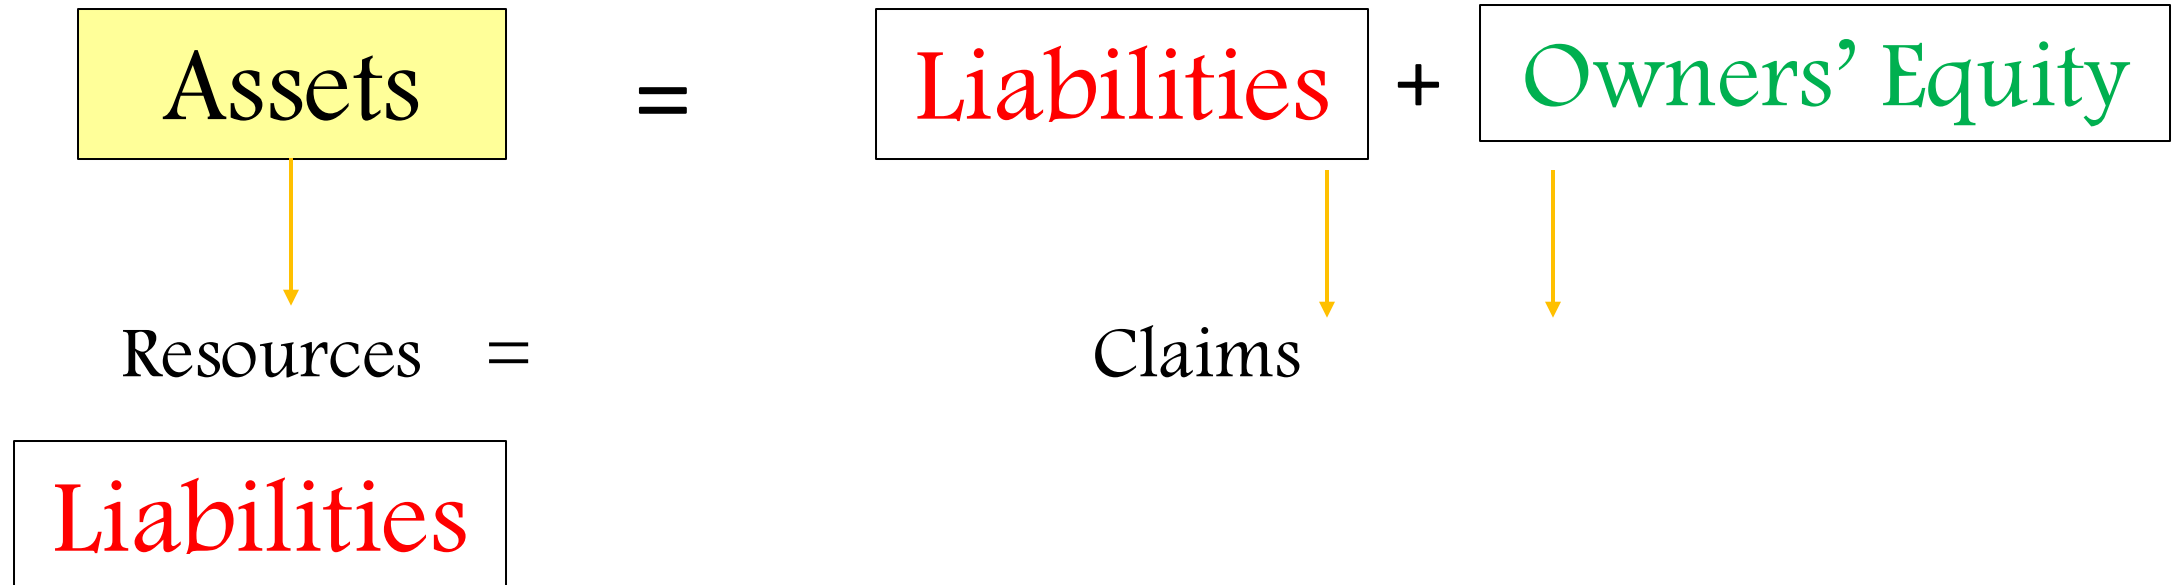 Assets = Liabilities + Owners’ Equity
Resources = Claims
Liabilities